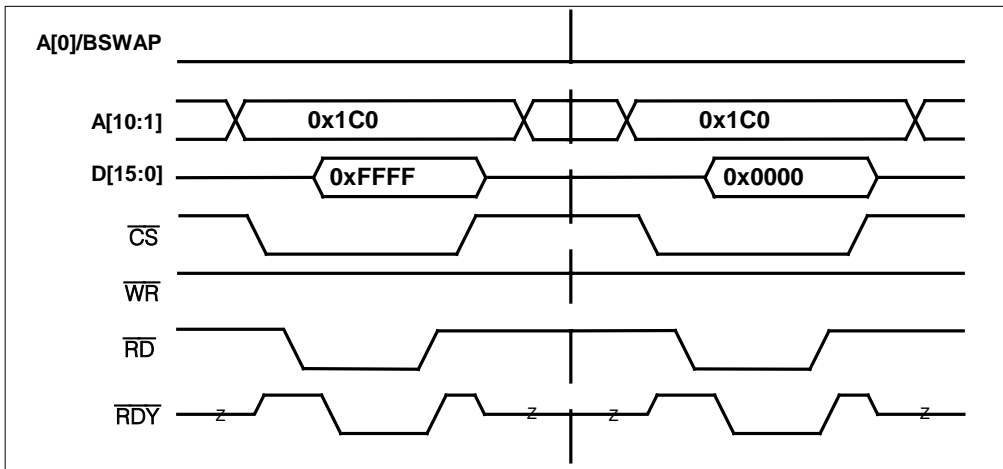 A[0]/BSWAP
A[10:1] 0x1C0 0x1C0
D[15:0] 0xFFFF 0x0000
CS
WR
RD
RDY Z Z Z Z